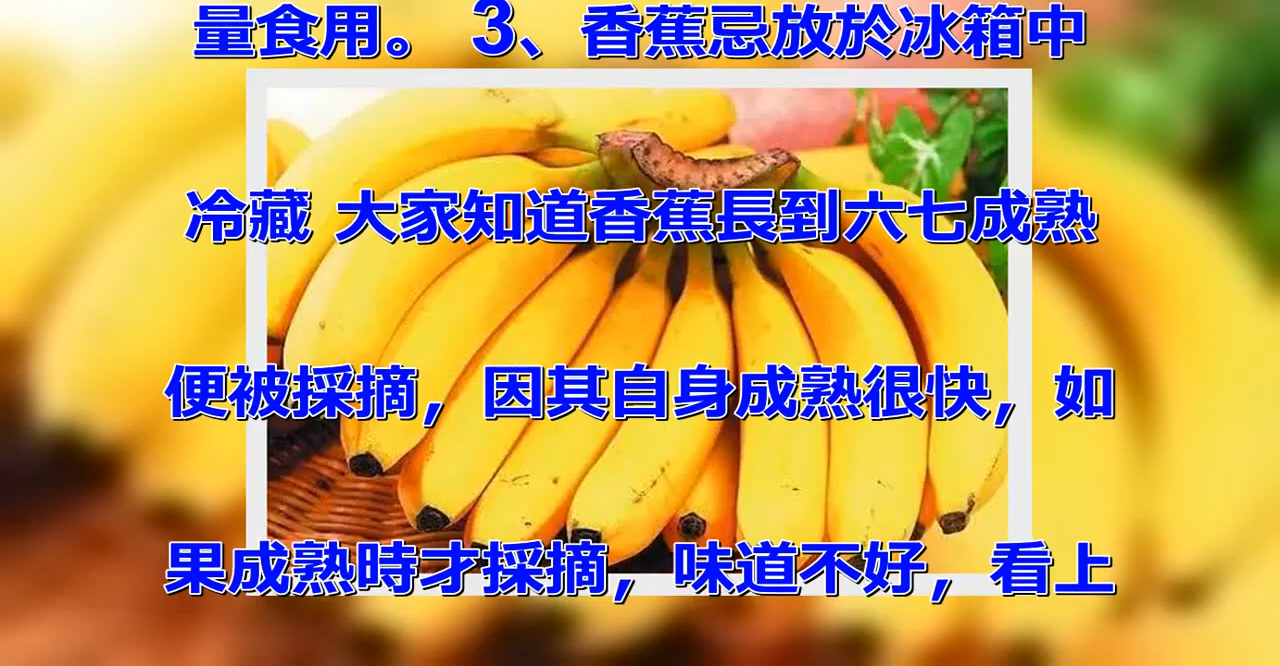 量食用。 3、香蕉忌放於冰箱中
冷藏 大家知道香蕉長到六七成熟
便被採摘，因其自身成熟很快，如
果成熟時才採摘，味道不好，看上